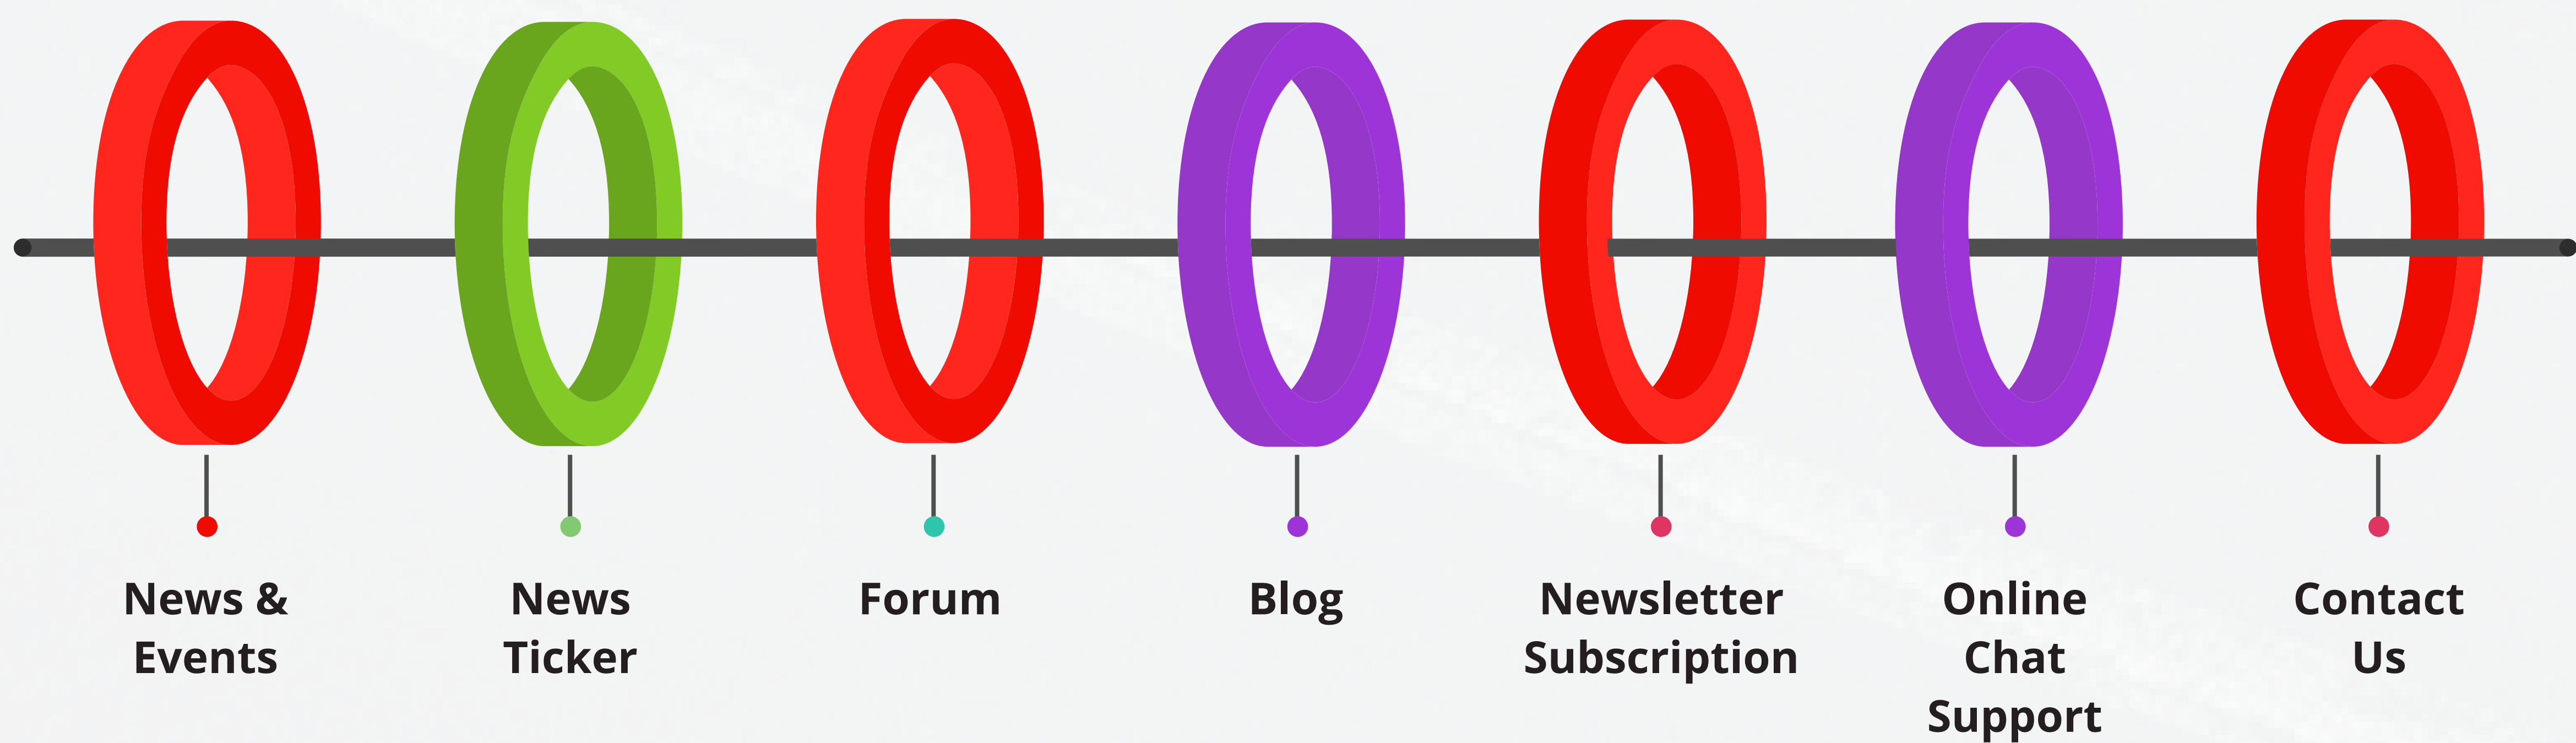 News &
Events
News
Ticker
Forum
Blog
Newsletter
Subscription
Online
Chat
Support
Contact
Us